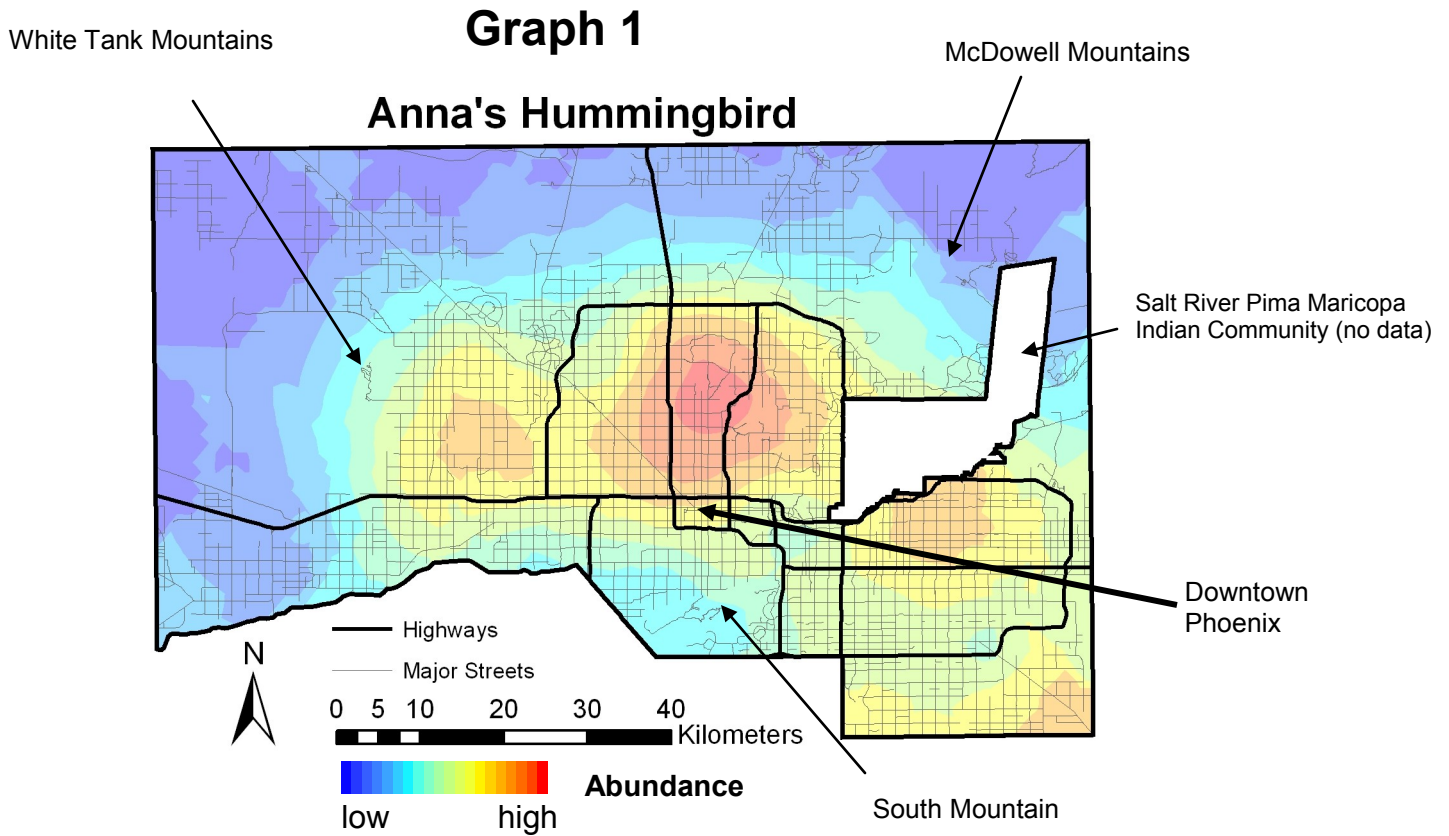 Graph 1
White Tank Mountains
McDowell Mountains
Anna's Hummingbird
Salt River Pima Maricopa
Indian Community (no data)
Downtown
Phoenix
Highways
N
Major Streets
0 5 10 20 30 40
Kilometers
Abundance
low high
South Mountain